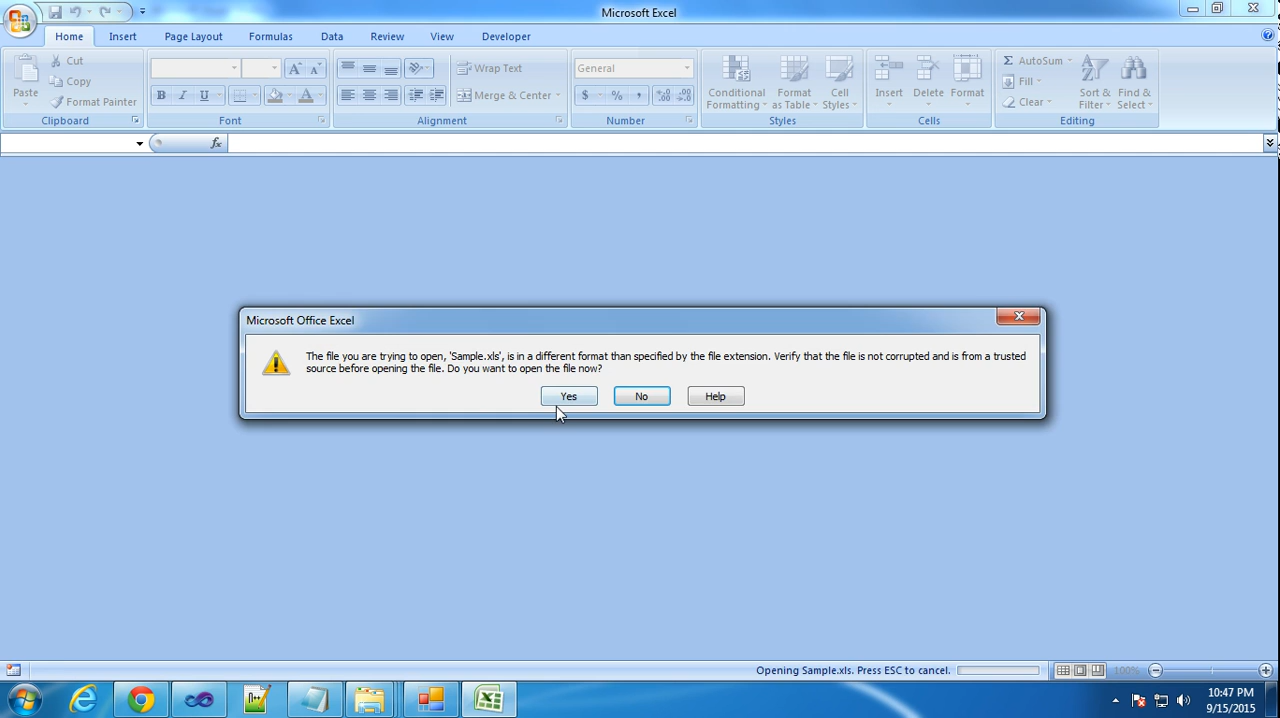 Microsoft Excel
Home Insert Page Layout Formulas Data Review View Developer
Paste
Cut
Copy
Format Painter
Clipboard
B I U
A A
Font
Wrap Text
Merge & Center
Alignment
General
$ % ,
Number
Conditional Formatting
Format as Table
Cell Styles
Styles
Insert
Delete
Format
Cells
AutoSum
Fill
Clear
Sort & Filter
Find & Select
Editing
fx
Microsoft Office Excel
The file you are trying to open, 'Sample.xls', is in a different format than specified by the file extension. Verify that the file is not corrupted and is from a trusted
source before opening the file. Do you want to open the file now?
Yes No Help
Opening Sample.xls. Press ESC to cancel. 100%
10:47 PM
9/15/2015